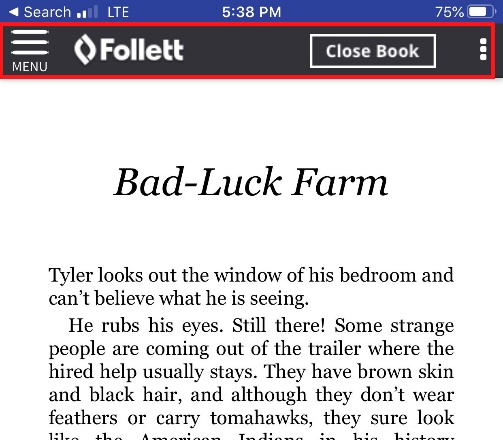 Search LTE 5:38 PM 75%
MENU Follett Close Book
Bad-Luck Farm
Tyler looks out the window of his bedroom and
can’t believe what he is seeing.
He rubs his eyes. Still there! Some strange
people are coming out of the trailer where the
hired help usually stays. They have brown skin
and black hair, and although they don’t wear
feathers or carry tomahawks, they sure look
like the American Indians in his history